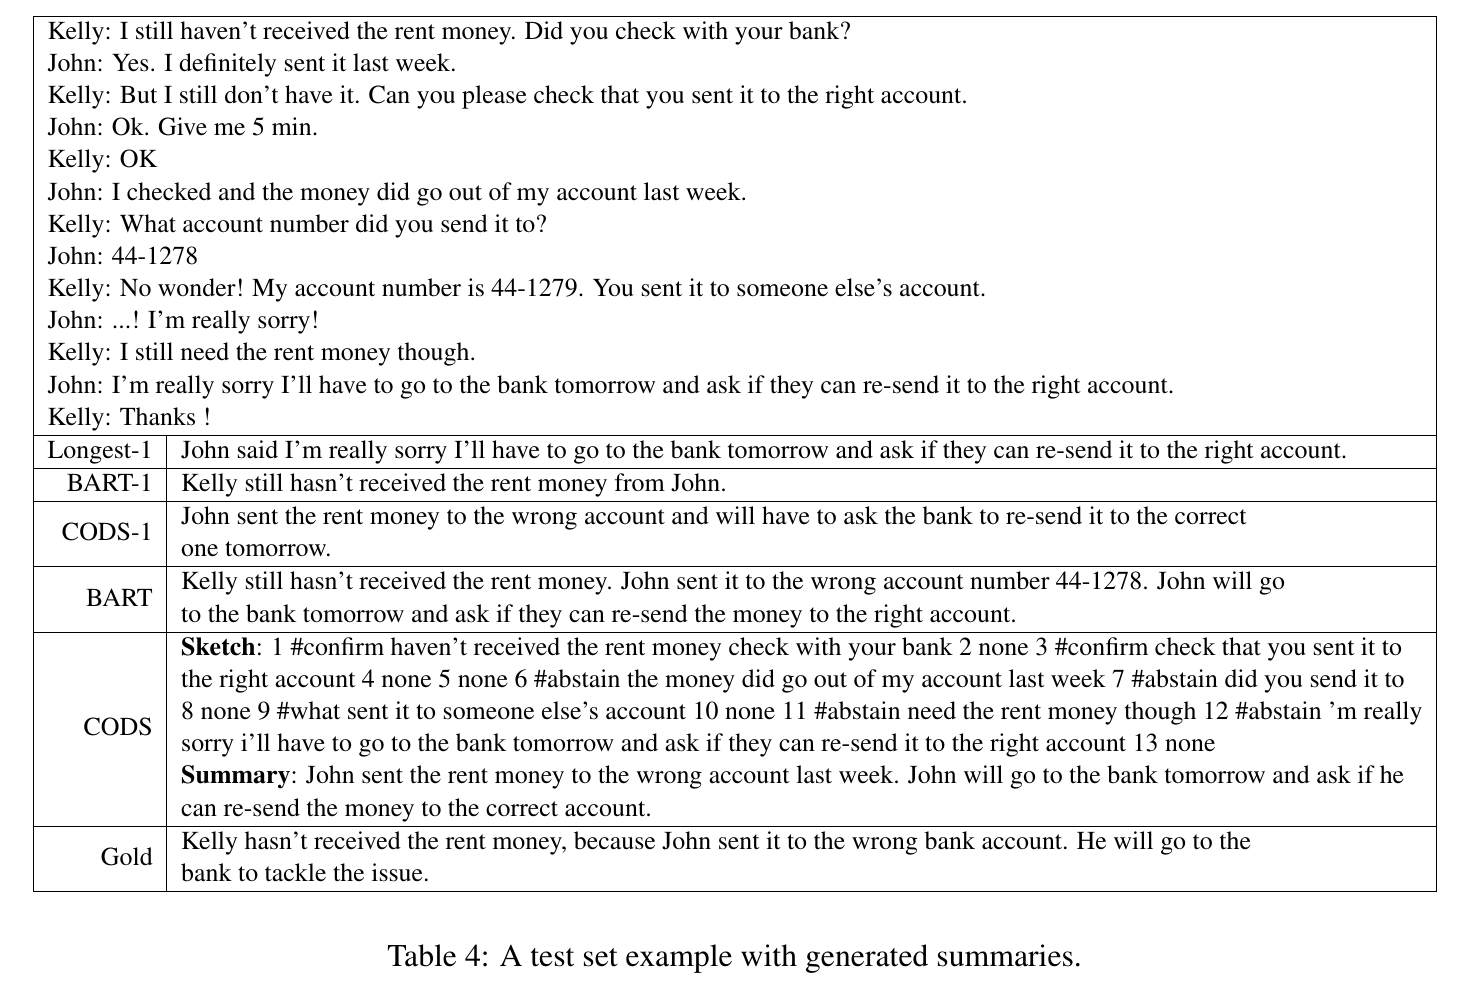 Kelly: I still haven't received the rent money. Did you check with your bank?
John: Yes. I definitely sent it last week.
Kelly: But I still don't have it. Can you please check that you sent it to the right account.
John: Ok. Give me 5 min.
Kelly: OK
John: I checked and the money did go out of my account last week.
Kelly: What account number did you send it to?
John: 44-1278
Kelly: No wonder! My account number is 44-1279. You sent it to someone else's account.
John: ...! I'm really sorry!
Kelly: I still need the rent money though.
John: I'm really sorry I'll have to go to the bank tomorrow and ask if they can re-send it to the right account.
Kelly: Thanks !
Longest-1 John said I'm really sorry I'll have to go to the bank tomorrow and ask if they can re-send it to the right account.
BART-1 Kelly still hasn't received the rent money from John.
CODS-1 John sent the rent money to the wrong account and will have to ask the bank to re-send it to the correct
one tomorrow.
BART Kelly still hasn't received the rent money. John sent it to the wrong account number 44-1278. John will go
to the bank tomorrow and ask if they can re-send the money to the right account.
CODS Sketch: 1 #confirm haven't received the rent money check with your bank 2 none 3 #confirm check that you sent it to
the right account 4 none 5 none 6 #abstain the money did go out of my account last week 7 #abstain did you send it to
8 none 9 #what sent it to someone else's account 10 none 11 #abstain need the rent money though 12 #abstain 'm really
sorry i'll have to go to the bank tomorrow and ask if they can re-send it to the right account 13 none
Summary: John sent the rent money to the wrong account last week. John will go to the bank tomorrow and ask if he
can re-send the money to the correct account.
Gold Kelly hasn't received the rent money, because John sent it to the wrong bank account. He will go to the
bank to tackle the issue.
Table 4: A test set example with generated summaries.